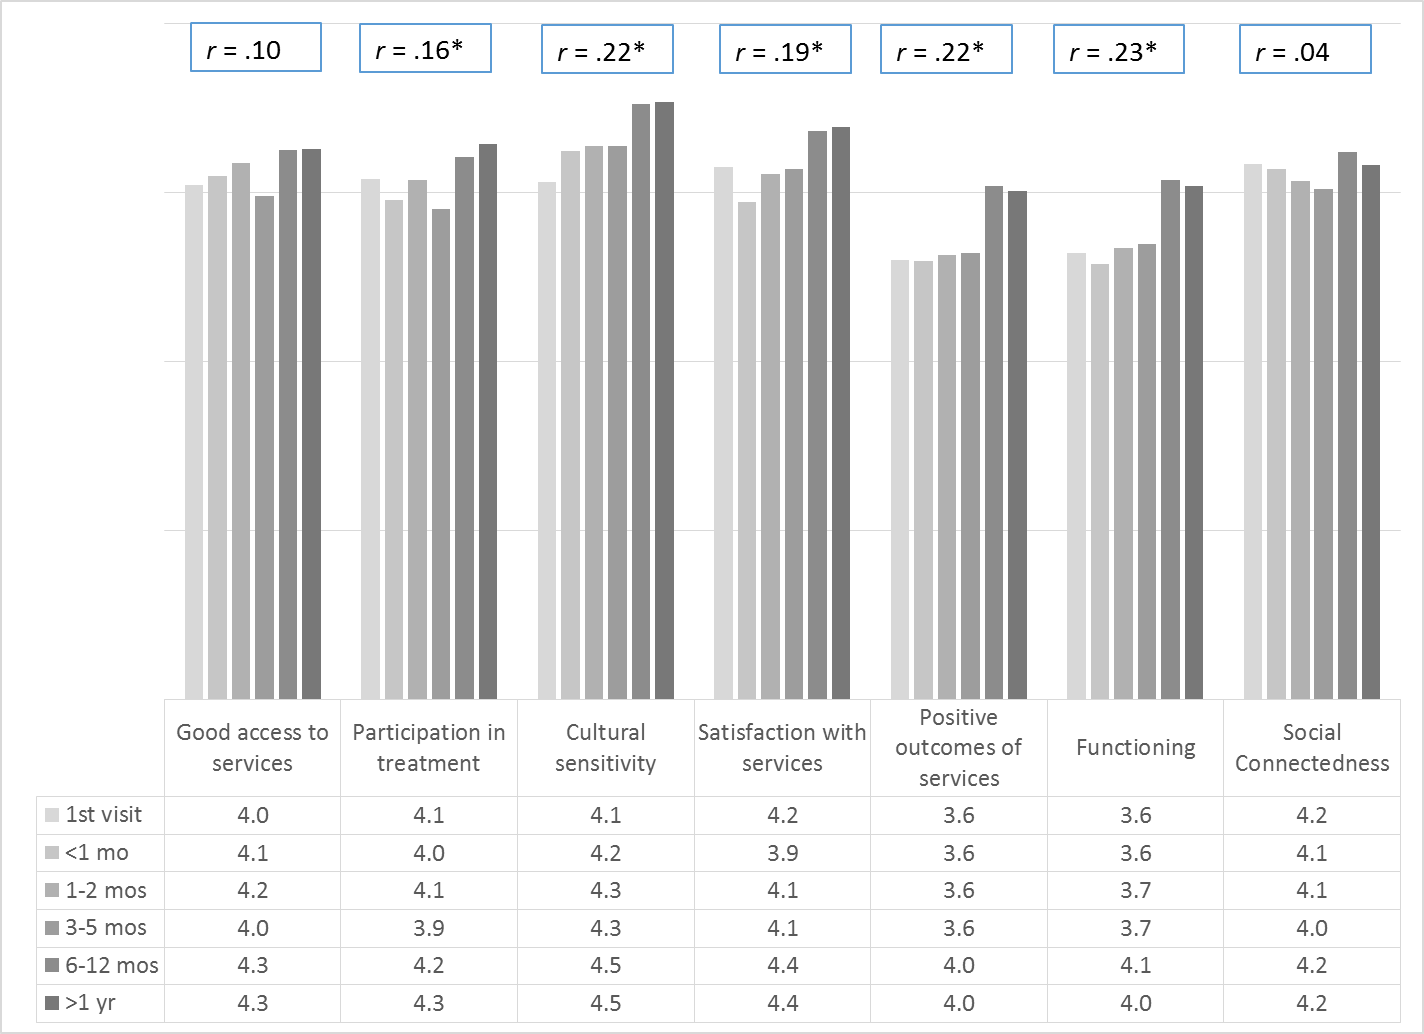 r = .10 r = .16* r = .22* r = .19* r = .22* r = .23* r = .04
Good access to services Participation in treatment Cultural sensitivity Satisfaction with services Positive outcomes of services Functioning Social Connectedness
1st visit 4.0 4.1 4.1 4.2 3.6 3.6 4.2
<1 mo 4.1 4.0 4.2 3.9 3.6 3.6 4.1
1-2 mos 4.2 4.1 4.3 4.1 3.6 3.7 4.1
3-5 mos 4.0 3.9 4.3 4.1 3.6 3.7 4.0
6-12 mos 4.3 4.2 4.5 4.4 4.0 4.1 4.2
>1 yr 4.3 4.3 4.5 4.4 4.0 4.0 4.2